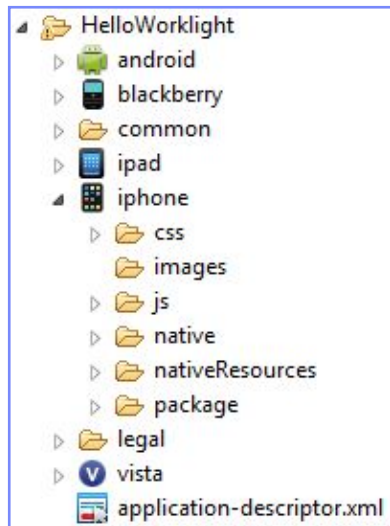 HelloWorklight
android
blackberry
common
ipad
iphone
css
images
js
native
nativeResources
package
legal
vista
application-descriptor.xml